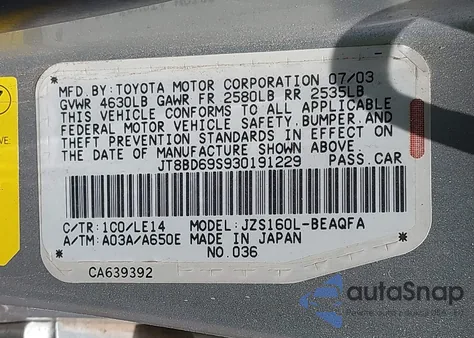 MFD.BY:TOYOTA MOTOR CORPORATION 07/03
GVWR 4630LB GAWR FR 2580LB RR 2535LB
THIS VEHICLE CONFORMS TO ALL APPLICABLE
FEDERAL MOTOR VEHICLE SAFETY,BUMPER,AND
THEFT PREVENTION STANDARDS IN EFFECT ON
THE DATE OF MANUFACTURE SHOWN ABOVE.
JT8BD69S930191229 PASS.CAR
C/TR:1C0/LE14 MODEL:JZS160L-BEAQFA
A/TM:A03A/A650E MADE IN JAPAN
NO.036
CA639392
VE.
autoSnap